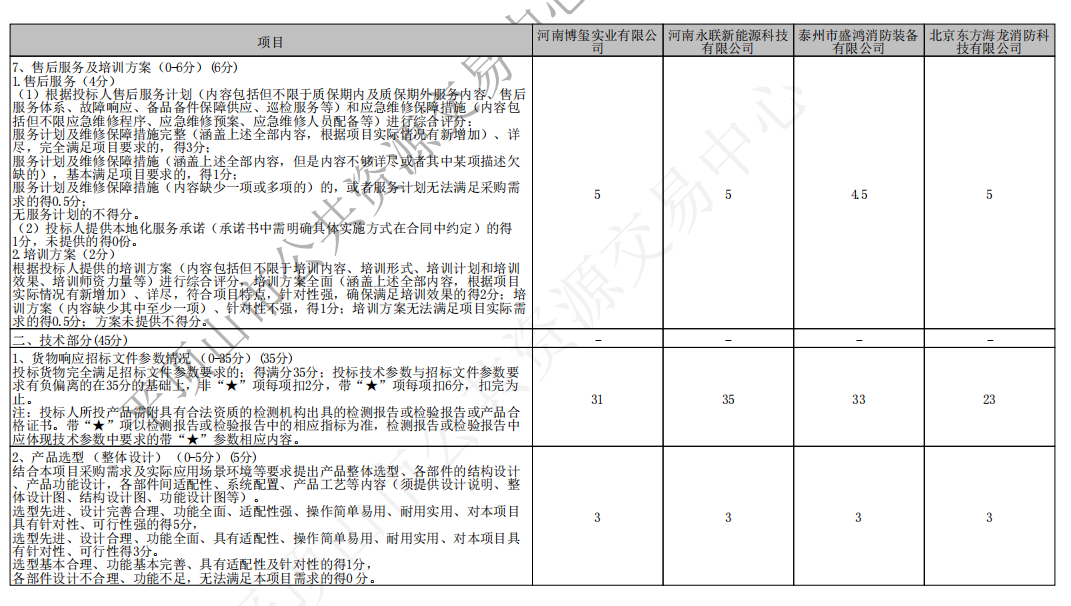 项目
河南博玺实业有限公
司
河南永联新能源科技
有限公司
泰州市盛鸿消防装备
有限公司
北京东方海龙消防科
技有限公司
7、售后服务及培训方案（0-6分）(6分)
1.售后服务（4分）
（1）根据投标人售后服务计划（内容包括但不限于质保期内及质保期外服务内容、售后
服务体系、故障响应、备品备件保障供应、巡检服务等）和应急维修保障措施（内容包
括但不限应急维修程序、应急维修预案、应急维修人员配备等）进行综合评分;
服务计划及维修保障措施完整（涵盖上述全部内容，根据项目实际情况有新增加）、详
尽，完全满足项目要求的，得3分;
服务计划及维修保障措施（涵盖上述全部内容，但是内容不够详尽或者其中某项描述欠
缺的），基本满足项目要求的，得1分;
服务计划及维修保障措施（内容缺少一项或多项的）的，或者服务计划无法满足采购需
求的得0.5分;
无服务计划的不得分。
（2）投标人提供本地化服务承诺（承诺书中需明确具体实施方式在合同中约定）的得
1分，未提供的得0份。
2.培训方案（2分）
根据投标人提供的培训方案（内容包括但不限于培训内容、培训形式、培训计划和培训
效果、培训师资力量等）进行综合评分，培训方案全面（涵盖上述全部内容，根据项目
实际情况有新增加）、详尽，符合项目特点，针对性强，确保满足培训效果的得2分；培
训方案（内容缺少其中至少一项）、针对性不强，得1分；培训方案无法满足项目实际需
求的得0.5分；方案未提供不得分。
5
5
4.5
5
二、技术部分(45分)
–
–
–
–
1、货物响应招标文件参数情况 （0-35分）(35分)
投标货物完全满足招标文件参数要求的；得满分35分；投标技术参数与招标文件参数要
求有负偏离的在35分的基础上，非“★”项每项扣2分，带“★”项每项扣6分，扣完为
止。
注：投标人所投产品需附具有合法资质的检测机构出具的检测报告或检验报告或产品合
格证书。带“★”项以检测报告或检验报告中的相应指标为准，检测报告或检验报告中
应体现技术参数中要求的带“★”参数相应内容。
31
35
33
23
2、产品选型（整体设计） （0-5分）(5分)
结合本项目采购需求及实际应用场景环境等要求提出产品整体选型、各部件的结构设计
、产品功能设计，各部件间适配性、系统配置、产品工艺等内容（须提供设计说明、整
体设计图、结构设计图、功能设计图等）。
选型先进、设计完善合理、功能全面、适配性强、操作简单易用、耐用实用、对本项目
具有针对性、可行性强的得5分，
选型先进、设计合理、功能全面、具有适配性、操作简单易用、耐用实用、对本项目具
有针对性、可行性得3分。
选型基本合理、功能基本完善、具有适配性及针对性的得1分，
各部件设计不合理、功能不足，无法满足本项目需求的得0 分。
3
3
3
3
平顶山市公共资源交易中心
平顶山市公共资源交易中心